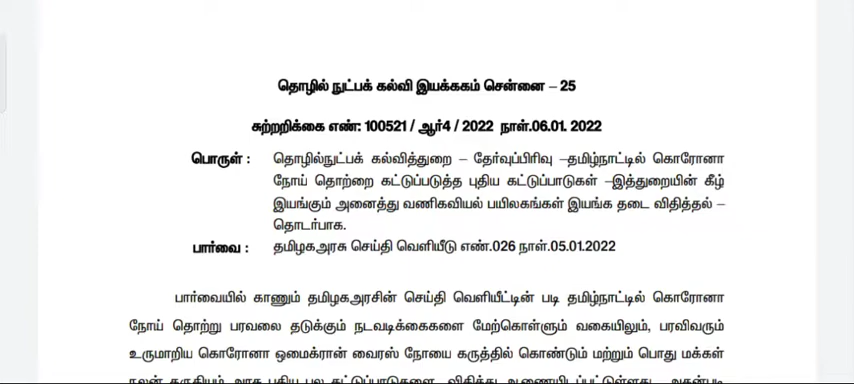 தொழில் நுட்பக் கல்வி இயக்ககம் சென்னை – 25
சுற்றறிக்கை எண்: 100521 / ஆர்4 / 2022 நாள்.06.01. 2022
பொருள் : தொழில்நுட்பக் கல்வித்துறை – தேர்வுப்பிரிவு –தமிழ்நாட்டில் கொரோனா
நோய் தொற்றை கட்டுப்படுத்த புதிய கட்டுப்பாடுகள் –இத்துறையின் கீழ்
இயங்கும் அனைத்து வணிகவியல் பயிலகங்கள் இயங்க தடை விதித்தல் –
தொடர்பாக.
பார்வை : தமிழகஅரசு செய்தி வெளியீடு எண்.026 நாள்.05.01.2022
பார்வையில் காணும் தமிழகஅரசின் செய்தி வெளியீட்டின் படி தமிழ்நாட்டில் கொரோனா
நோய் தொற்று பரவலை தடுக்கும் நடவடிக்கைகளை மேற்கொள்ளும் வகையிலும், பரவிவரும்
உருமாறிய கொரோனா ஒமைக்ரான் வைரஸ் நோயை கருத்தில் கொண்டும் மற்றும் பொது மக்கள்